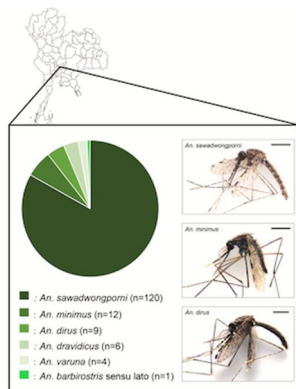 An. sawadwongporni
An. minimus
An. dirus
: An. sawadwongporni (n=120)
: An. minimus (n=12)
: An. dirus (n=9)
: An. dravidicus (n=6)
: An. varuna (n=4)
: An. barbirostris sensu lato (n=1)